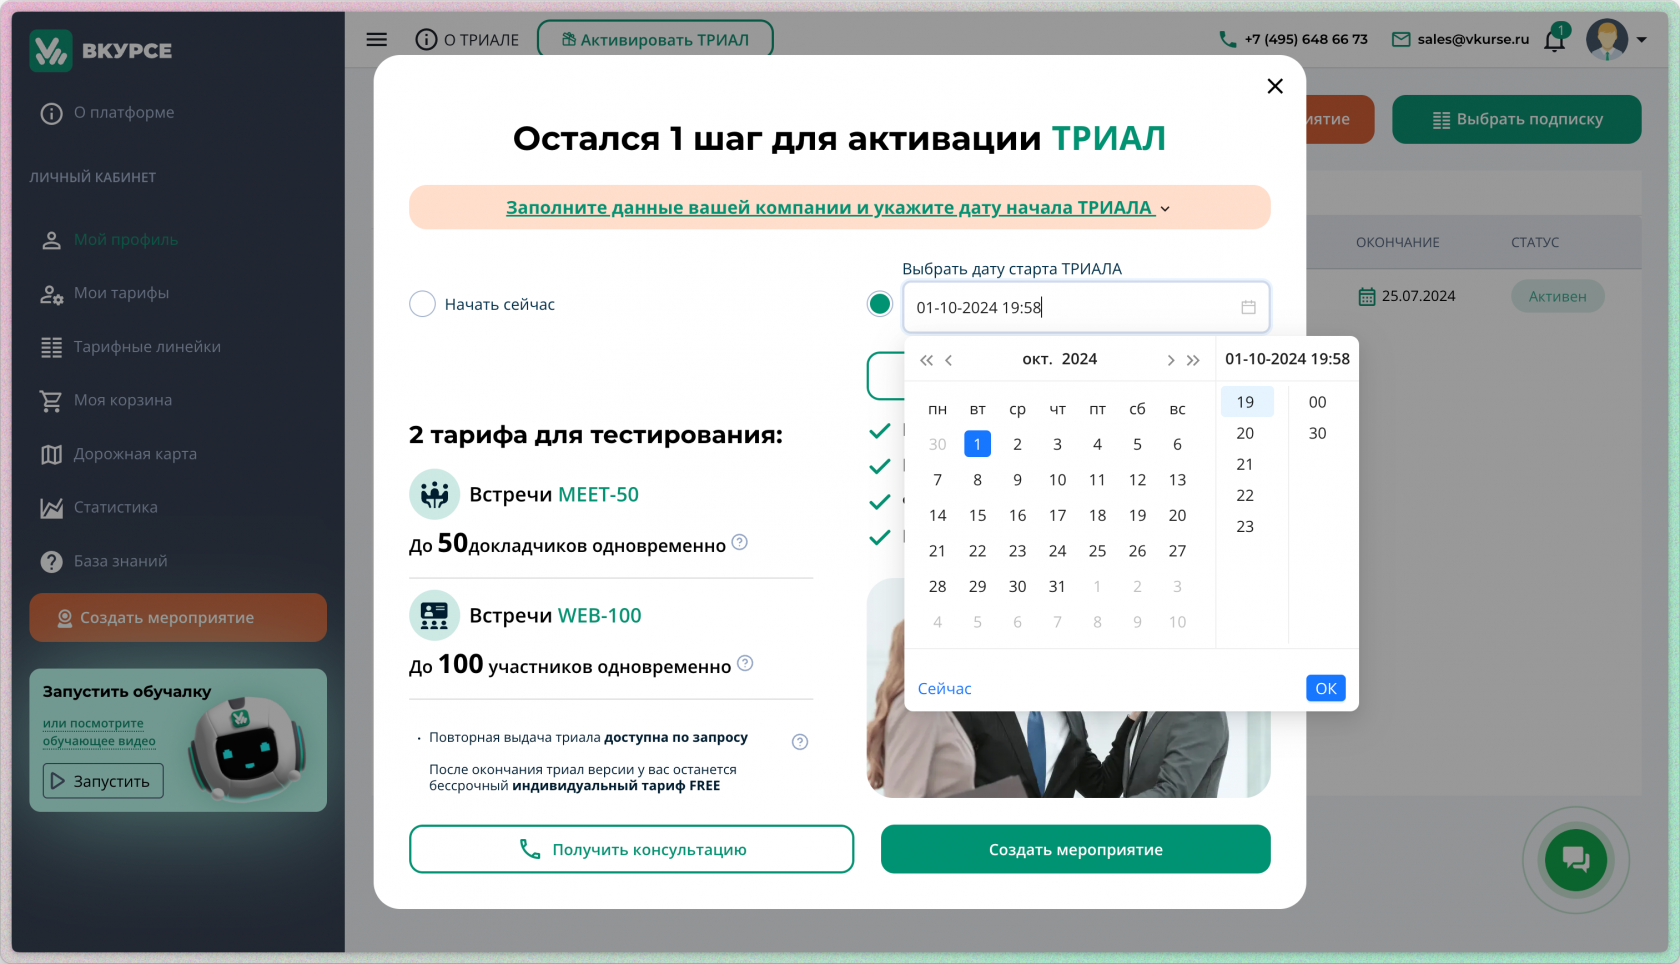 ВКУРСЕ
О платформе
ЛИЧНЫЙ КАБИНЕТ
Мой профиль
Мои тарифы
Тарифные линейки
Моя корзина
Дорожная карта
Статистика
База знаний
Создать мероприятие
Запустить обучалку
или посмотрите
обучающее видео
Запустить
О ТРИАЛЕ
Активировать ТРИАЛ
+7 (495) 648 66 73
sales@vkurse.ru
1
Выбрать подписку
ОКОНЧАНИЕ СТАТУС
25.07.2024 Активен
Остался 1 шаг для активации ТРИАЛ
Заполните данные вашей компании и укажите дату начала ТРИАЛА
Начать сейчас
Выбрать дату старта ТРИАЛА
01-10-2024 19:58
2 тарифа для тестирования:
Встречи MEET-50
До 50докладчиков одновременно ?
Встречи WEB-100
До 100 участников одновременно ?
· Повторная выдача триала доступна по запросу ?
После окончания триал версии у вас останется
бессрочный индивидуальный тариф FREE
Получить консультацию
Создать мероприятие
окт. 2024
пн вт ср чт пт сб вс
30 1 2 3 4 5 6
7 8 9 10 11 12 13
14 15 16 17 18 19 20
21 22 23 24 25 26 27
28 29 30 31 1 2 3
4 5 6 7 8 9 10
01-10-2024 19:58
19 00
20 30
21
22
23
Сейчас
ОК